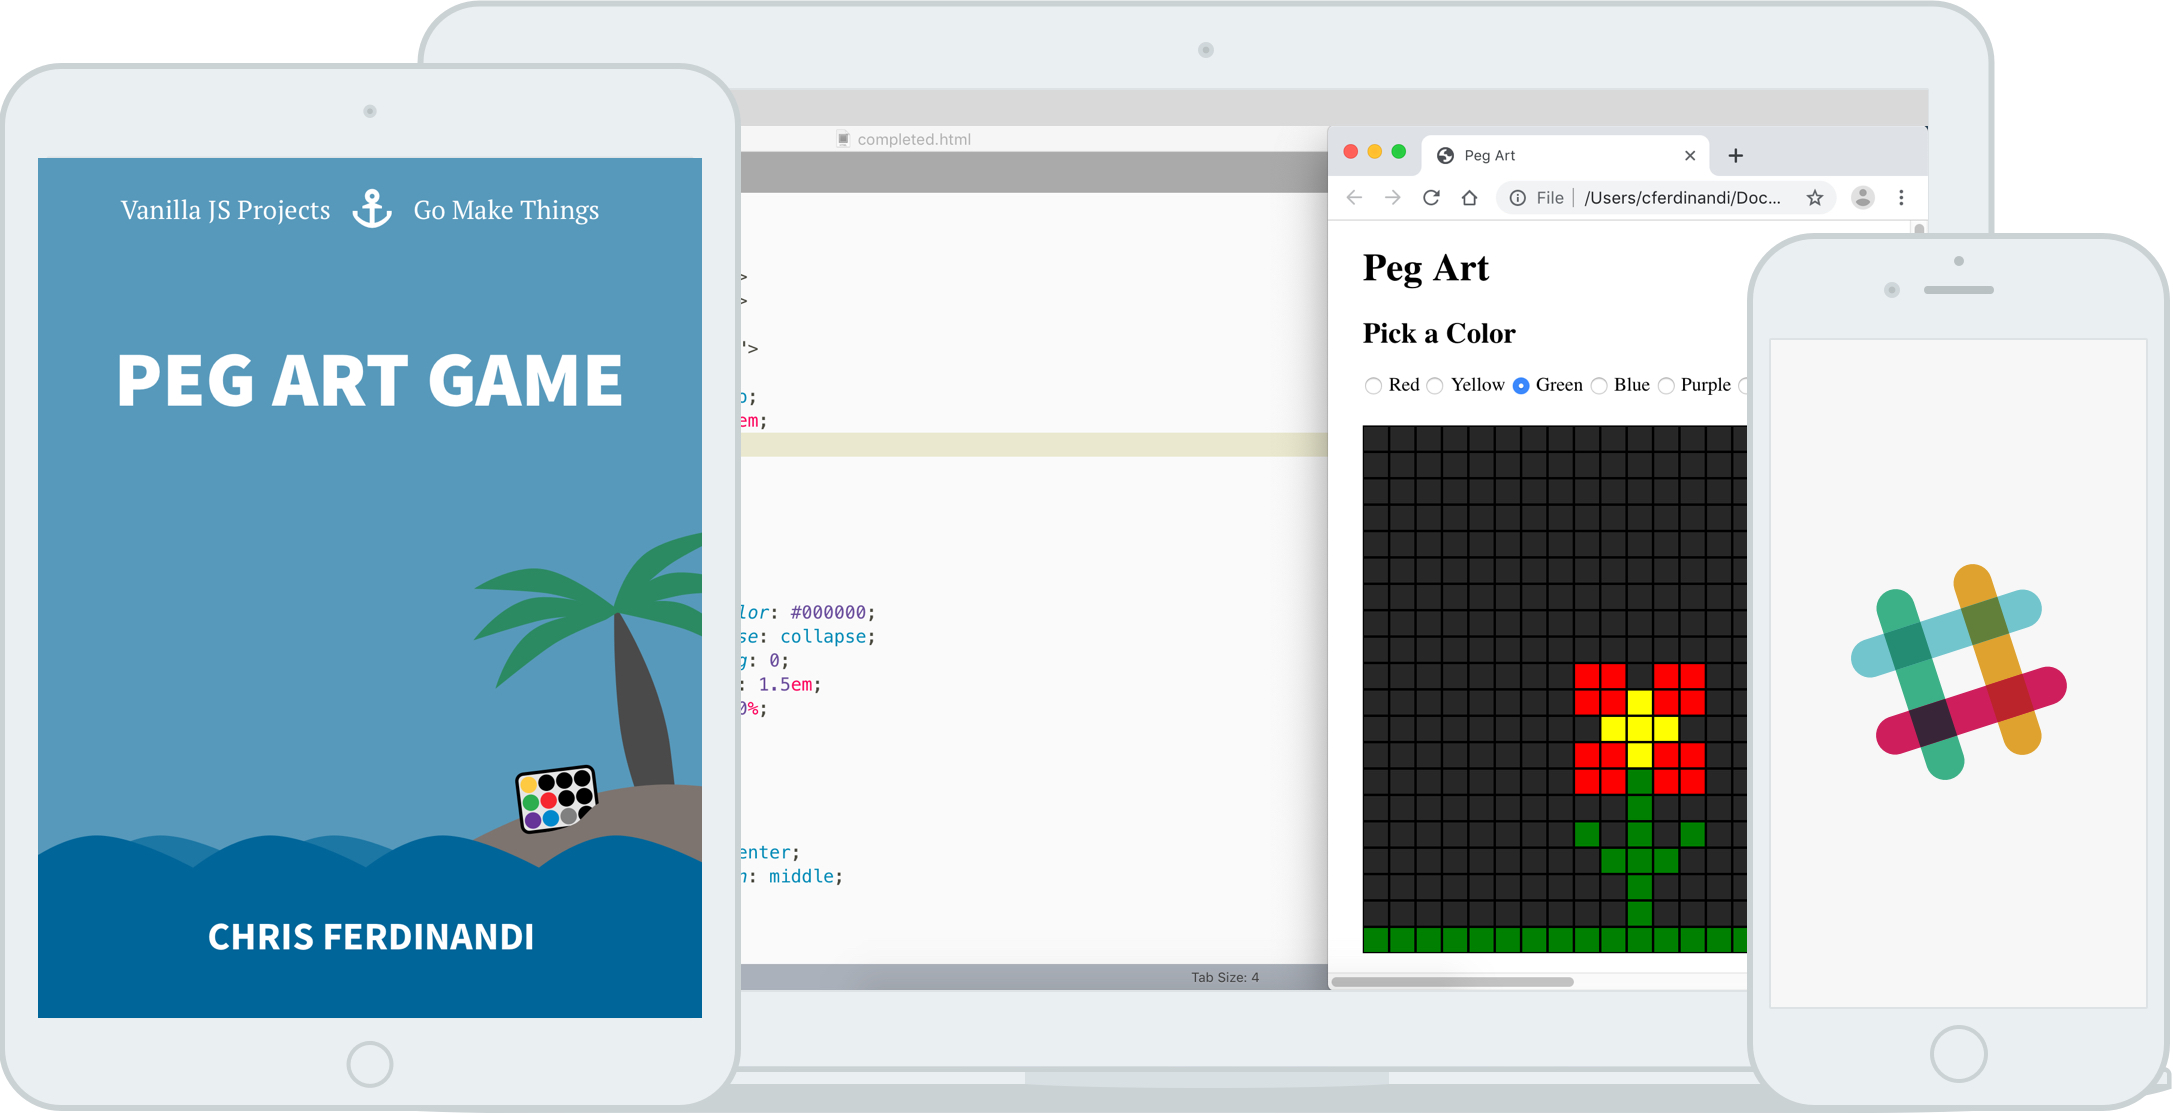 Vanilla JS Projects Go Make Things
PEG ART GAME
CHRIS FERDINANDI
completed.html
>
>
'>
;
em;
lor: #000000;
se: collapse;
g: 0;
: 1.5em;
%;
enter;
: middle;
Tab Size: 4
Peg Art
File /Users/cferdinandi/Doc...
Peg Art
Pick a Color
Red Yellow Green Blue Purple